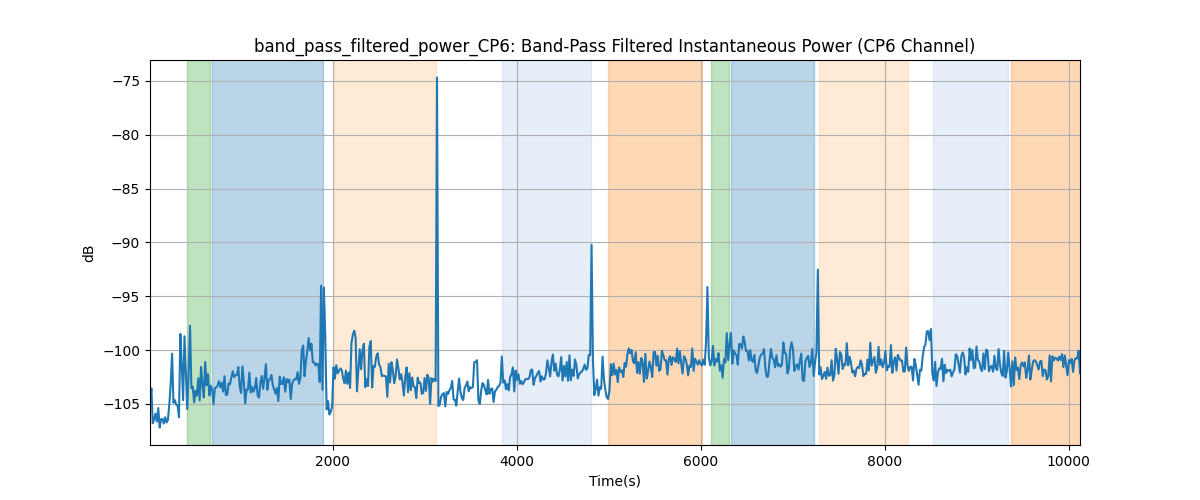 band_pass_filtered_power_CP6: Band-Pass Filtered Instantaneous Power (CP6 Channel)
−75
−80
−85
−90
−95
−100
−105
dB
2000 4000 6000 8000 10000
Time(s)